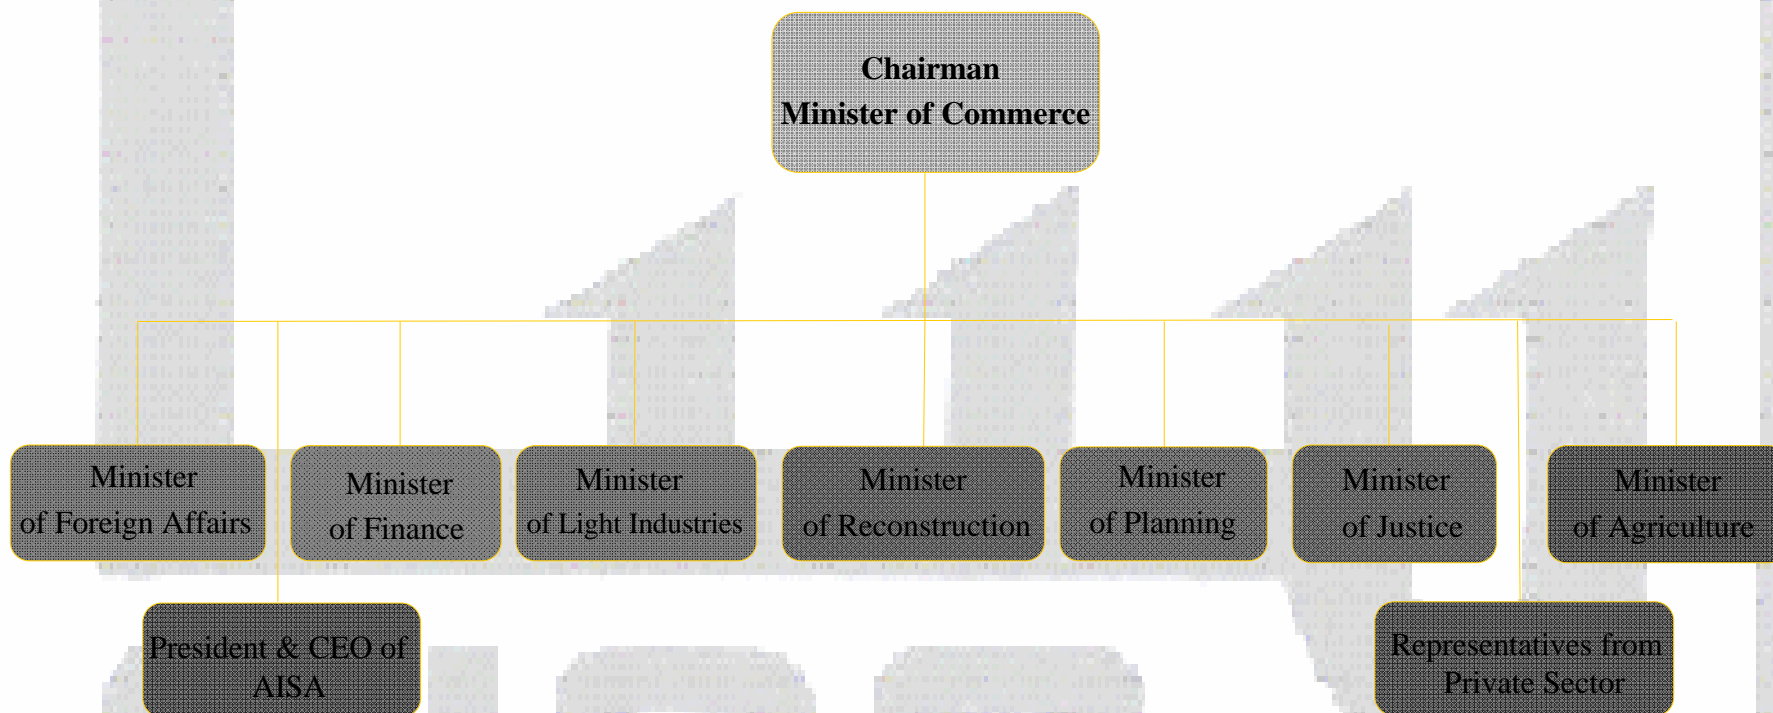 Chairman
Minister of Commerce
Minister
of Foreign Affairs
Minister
of Finance
Minister
of Light Industries
Minister
of Reconstruction
Minister
of Planning
Minister
of Justice
Minister
of Agriculture
President & CEO of
AISA
Representatives from
Private Sector